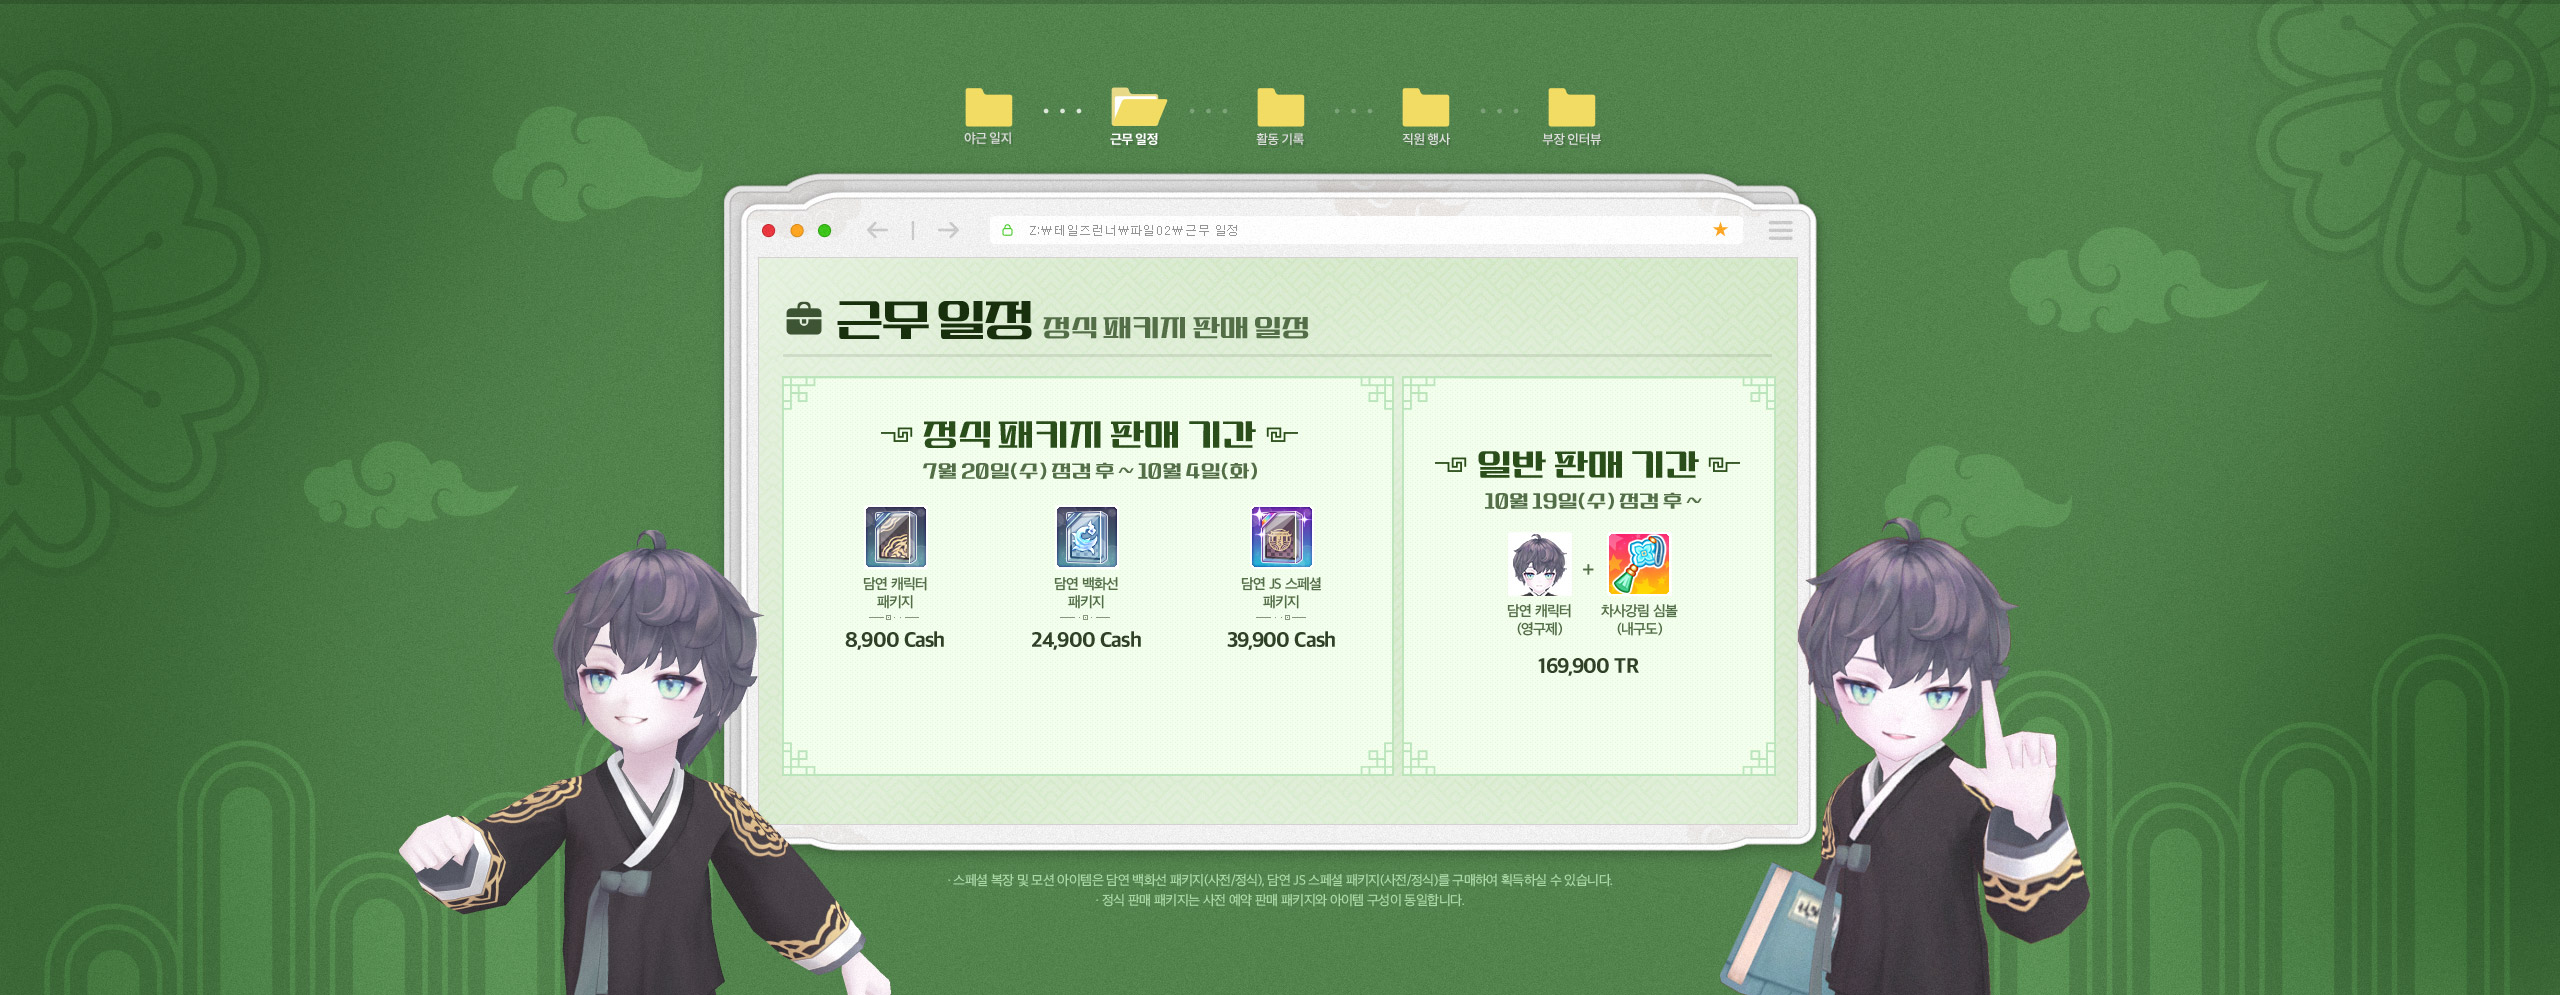 야근 일지
근무 일정
활동 기록
직원 행사
부장 인터뷰
Z:₩테일즈런너₩파일02₩근무 일정
근무 일정 정식 패키지 판매 일정
정식 패키지 판매 기간
7월 20일(수) 점검 후 ~ 10월 4일(화)
담연 캐릭터
패키지
8,900 Cash
담연 백화선
패키지
24,900 Cash
담연 JS 스페셜
패키지
39,900 Cash
일반 판매 기간
10월 19일(수) 점검 후 ~
담연 캐릭터
(영구제)
+
차사강림 심볼
(내구도)
169,900 TR
· 스페셜 복장 및 모션 아이템은 담연 백화선 패키지(사전/정식), 담연 JS 스페셜 패키지(사전/정식)를 구매하여 획득하실 수 있습니다.
· 정식 판매 패키지는 사전 예약 판매 패키지와 아이템 구성이 동일합니다.